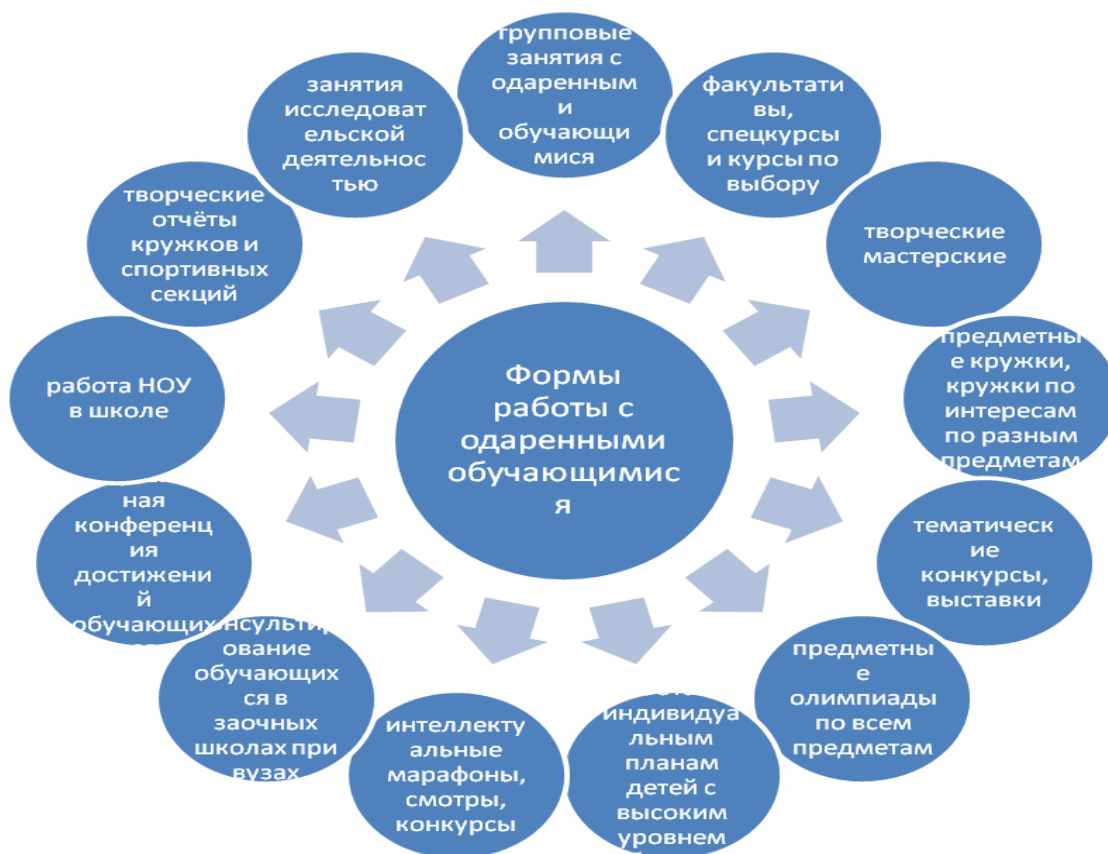 групповые
занятия с
одаренным
и
обучающи
мися
факультати
вы,
спецкурсы
и курсы по
выбору
творческие
мастерские
предметны
е кружки,
кружки по
интересам
по разным
предметам
тематическ
ие
конкурсы,
выставки
предметны
е
олимпиады
по всем
предметам
индивидуа
льным
планам
детей с
высоким
уровнем
интеллекту
альные
марафоны,
смотры,
конкурсы
нсультир
ование
обучающих
ся в
заочных
школах при
вузах
ная
конференц
ия
достижени
й
обучающих
работа НОУ
в школе
творческие
отчёты
кружков и
спортивных
секций
занятия
исследоват
ельской
деятельнос
тью
Формы
работы с
одаренными
обучающимис
я